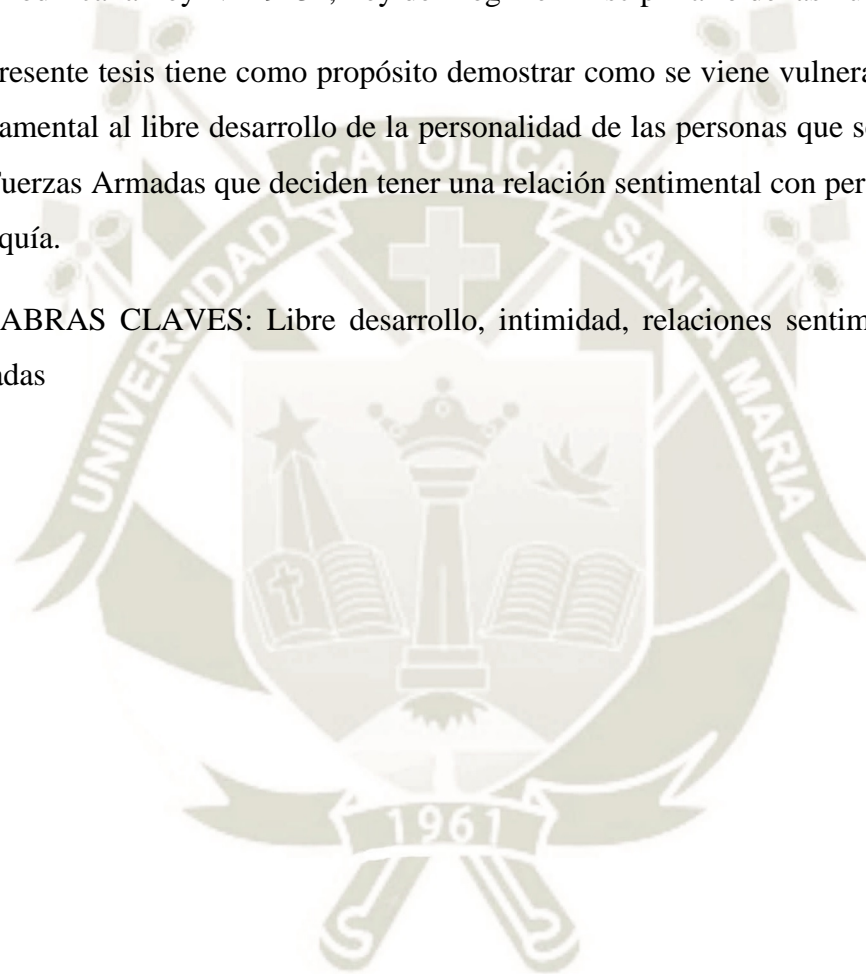 resente tesis tiene como propósito demostrar como se viene vulnera
amental al libre desarrollo de la personalidad de las personas que s
Fuerzas Armadas que deciden tener una relación sentimental con per
quía.
ABRAS CLAVES: Libre desarrollo, intimidad, relaciones sentim
adas
UNIVERSIDAD CATOLICA SANTA MARIA
1961